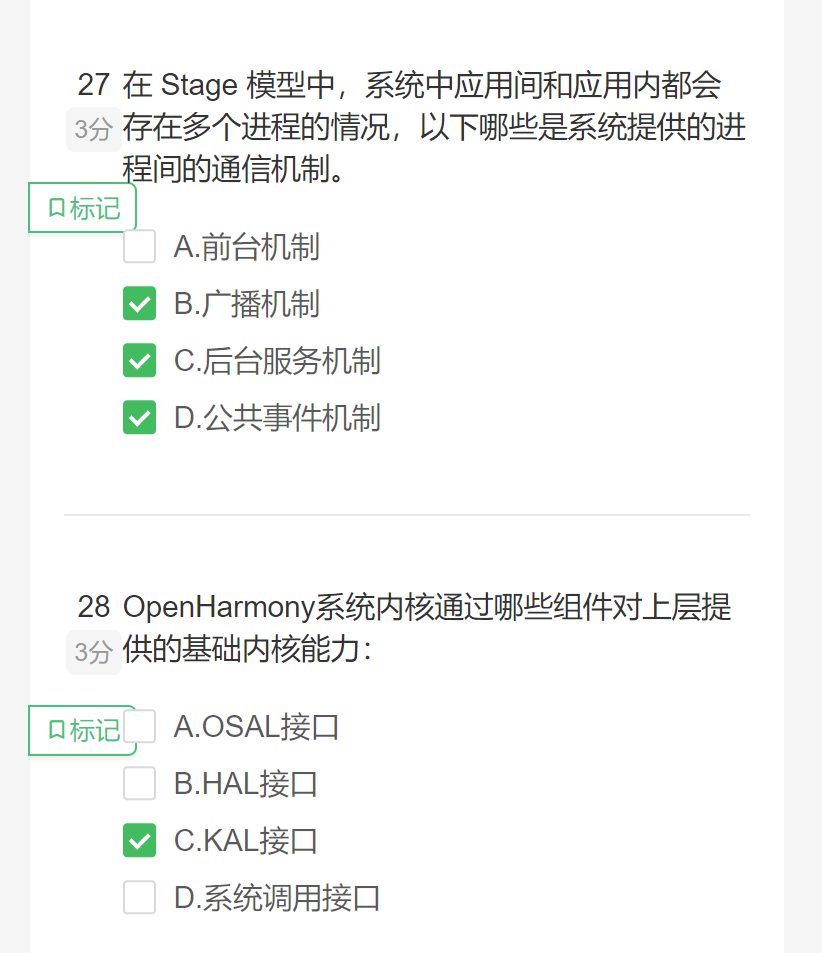 27 在 Stage 模型中，系统中应用间和应用内都会
3分 存在多个进程的情况，以下哪些是系统提供的进
程间的通信机制。
标记
A.前台机制
B.广播机制
C.后台服务机制
D.公共事件机制
28 OpenHarmony系统内核通过哪些组件对上层提
3分 供的基础内核能力：
标记
A.OSAL接口
B.HAL接口
C.KAL接口
D.系统调用接口